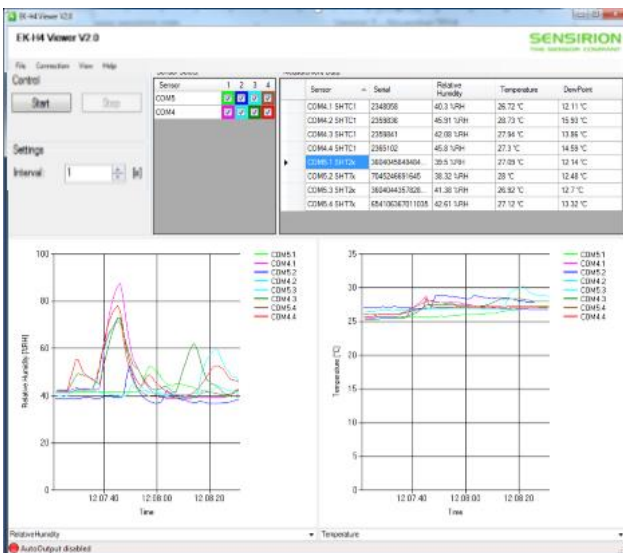 EK-H4 Viewer V2.0
EK-H4 Viewer V2.0
SENSIRION
THE SENSOR COMPANY
File Connection View Help
Control
Start Stop
Settings
Interval: 1 [s]
Sensor Select
Sensor 1 2 3 4
COM5
COM4
Measurement Data
Sensor Serial Relative Humidity Temperature DewPoint
COM4.1 SHTC1 2348058 40.3 %RH 26.72 °C 12.11 °C
COM4.2 SHTC1 2359836 45.91 %RH 28.73 °C 15.93 °C
COM4.3 SHTC1 2359841 42.08 %RH 27.94 °C 13.86 °C
COM4.4 SHTC1 2365102 45.8 %RH 27.3 °C 14.59 °C
COM5.1 SHT2x 39.5 %RH 27.09 °C 12.14 °C
COM5.2 SHT7x 7045246691645 38.32 %RH 28 °C 12.48 °C
COM5.3 SHT2x 41.38 %RH 26.92 °C 12.7 °C
COM5.4 SHT7x 654106367011035 42.61 %RH 27.12 °C 13.32 °C
Relative Humidity [%RH]
100
80
60
40
20
0
12:07:40 12:08:00 12:08:20
Time
COM5.1
COM4.1
COM5.2
COM4.2
COM5.3
COM4.3
COM5.4
COM4.4
Temperature [°C]
35
30
25
20
15
10
5
0
12:07:40 12:08:00 12:08:20
Time
COM5.1
COM4.1
COM5.2
COM4.2
COM5.3
COM4.3
COM5.4
COM4.4
RelativeHumidity
Temperature
AutoOutput disabled